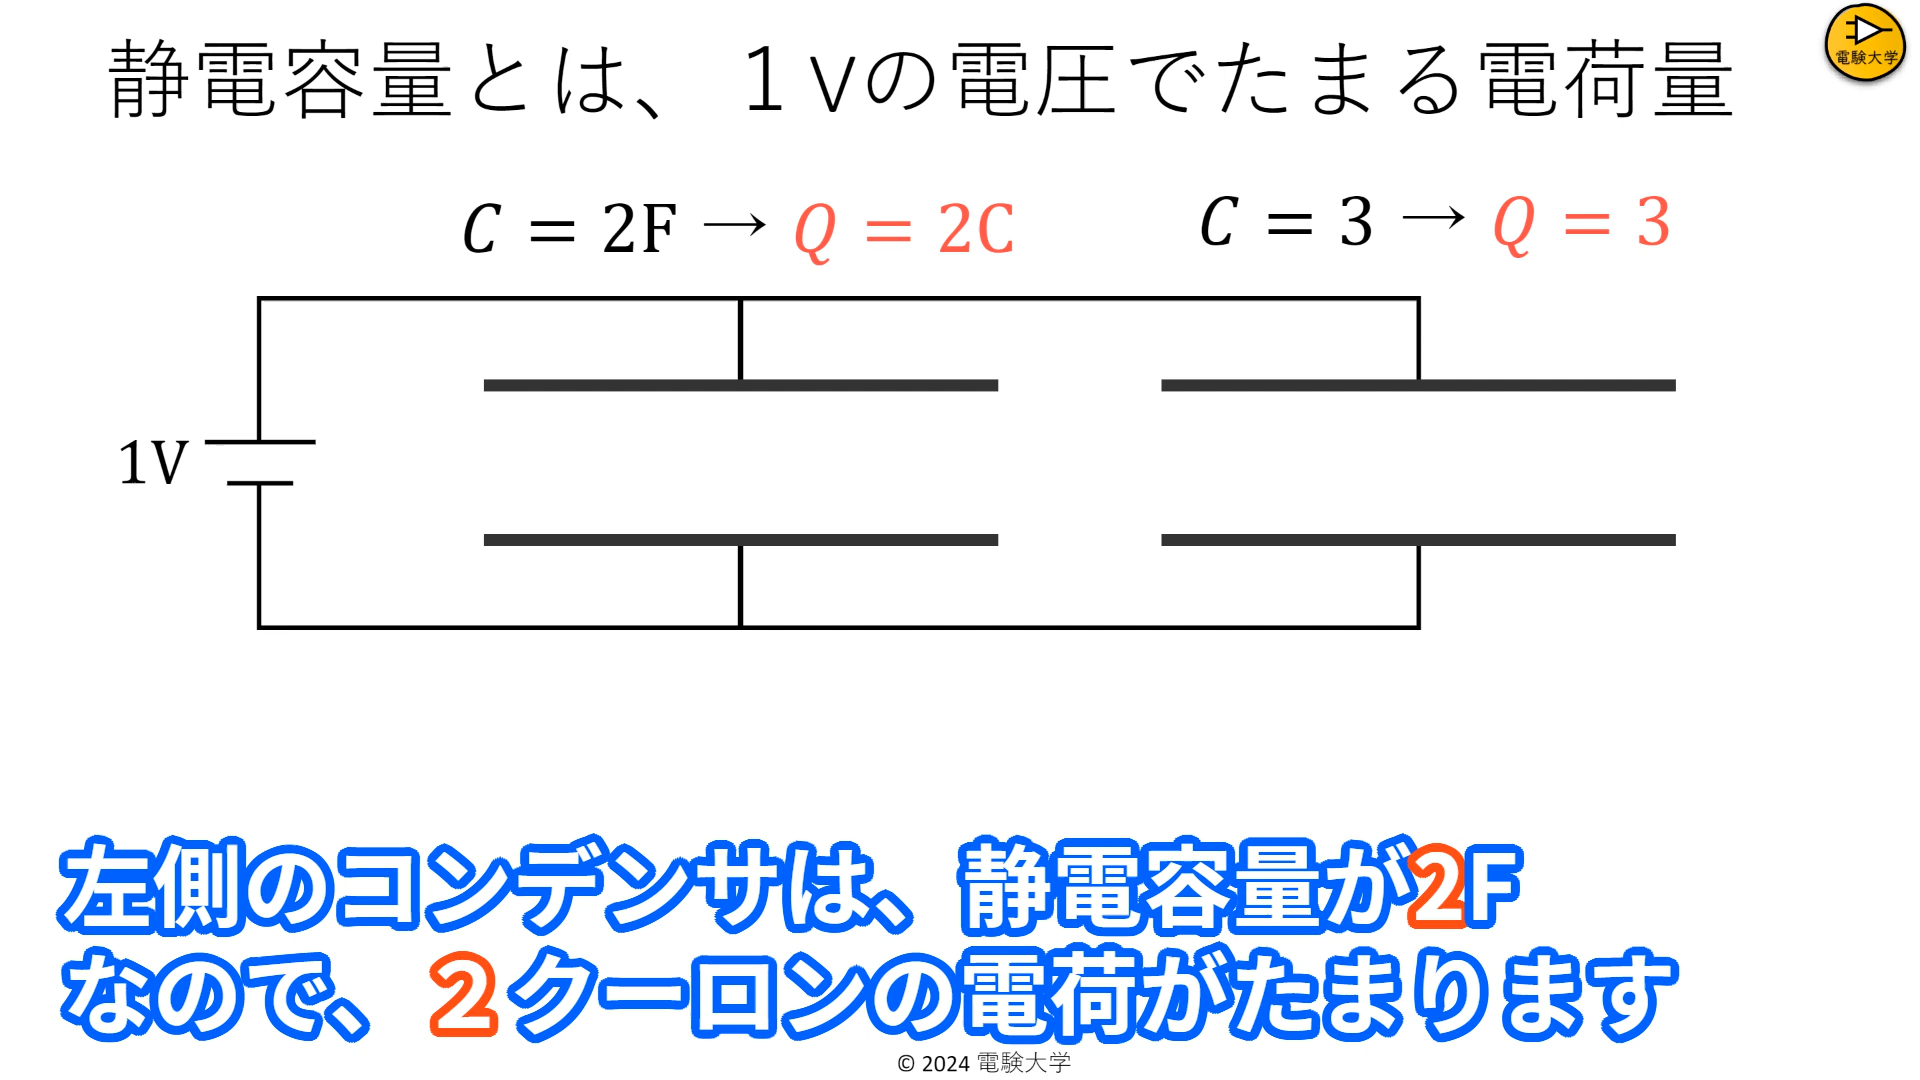 静電容量とは、１Vの電圧でたまる電荷量
電験大学
C = 2F → Q = 2C
C = 3 → Q = 3
1V
左側のコンデンサは、静電容量が2F
なので、２クーロンの電荷がたまります
© 2024 電験大学